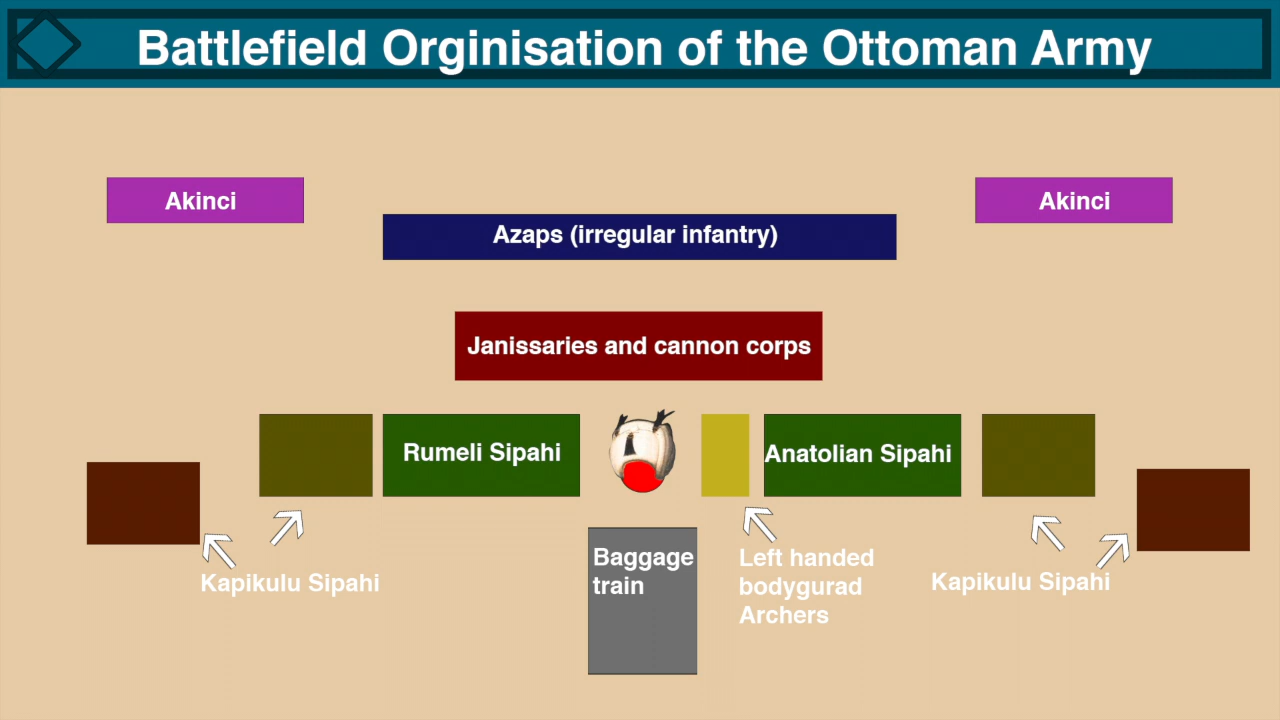 Battlefield Orginisation of the Ottoman Army
Akinci
Akinci
Azaps (irregular infantry)
Janissaries and cannon corps
Rumeli Sipahi
Anatolian Sipahi
Baggage
train
Left handed
bodygurad
Archers
Kapikulu Sipahi
Kapikulu Sipahi